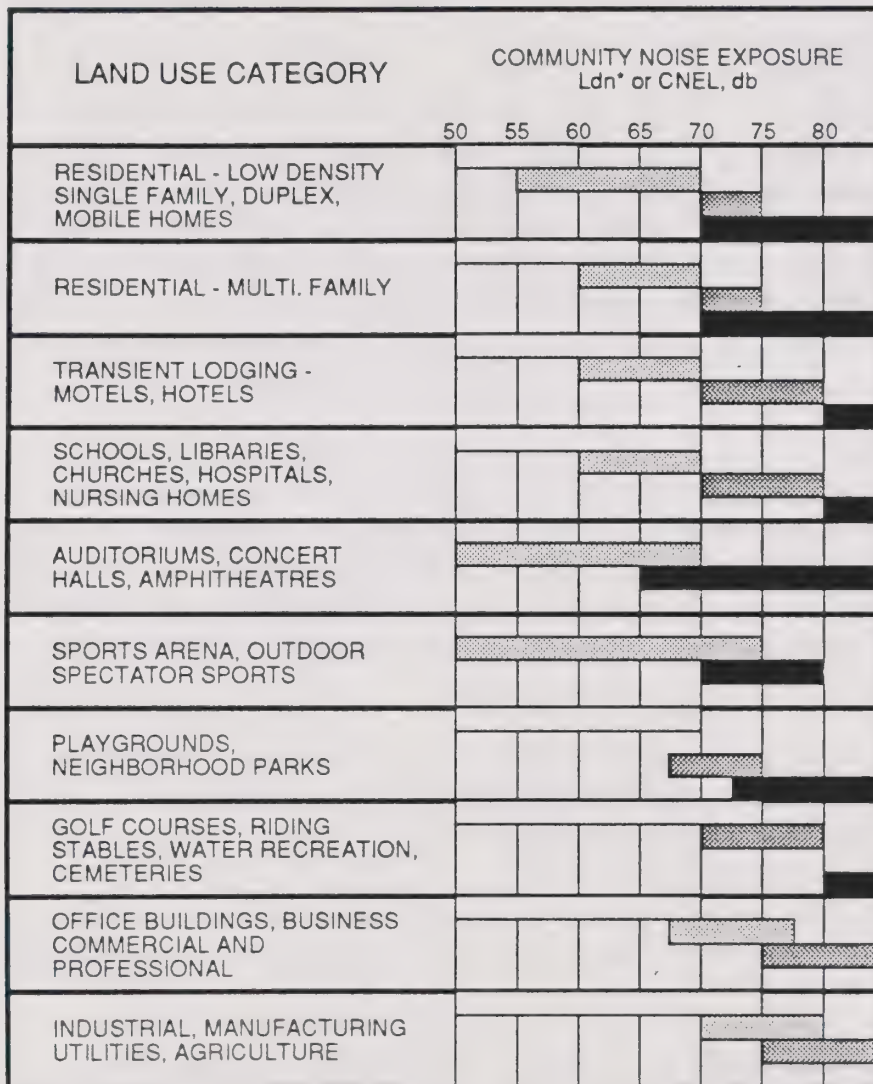 LAND USE CATEGORY
COMMUNITY NOISE EXPOSURE
Ldn* or CNEL, db
50 55 60 65 70 75 80
RESIDENTIAL - LOW DENSITY
SINGLE FAMILY, DUPLEX,
MOBILE HOMES
RESIDENTIAL - MULTI. FAMILY
TRANSIENT LODGING -
MOTELS, HOTELS
SCHOOLS, LIBRARIES,
CHURCHES, HOSPITALS,
NURSING HOMES
AUDITORIUMS, CONCERT
HALLS, AMPHITHEATRES
SPORTS ARENA, OUTDOOR
SPECTATOR SPORTS
PLAYGROUNDS,
NEIGHBORHOOD PARKS
GOLF COURSES, RIDING
STABLES, WATER RECREATION,
CEMETERIES
OFFICE BUILDINGS, BUSINESS
COMMERCIAL AND
PROFESSIONAL
INDUSTRIAL, MANUFACTURING
UTILITIES, AGRICULTURE